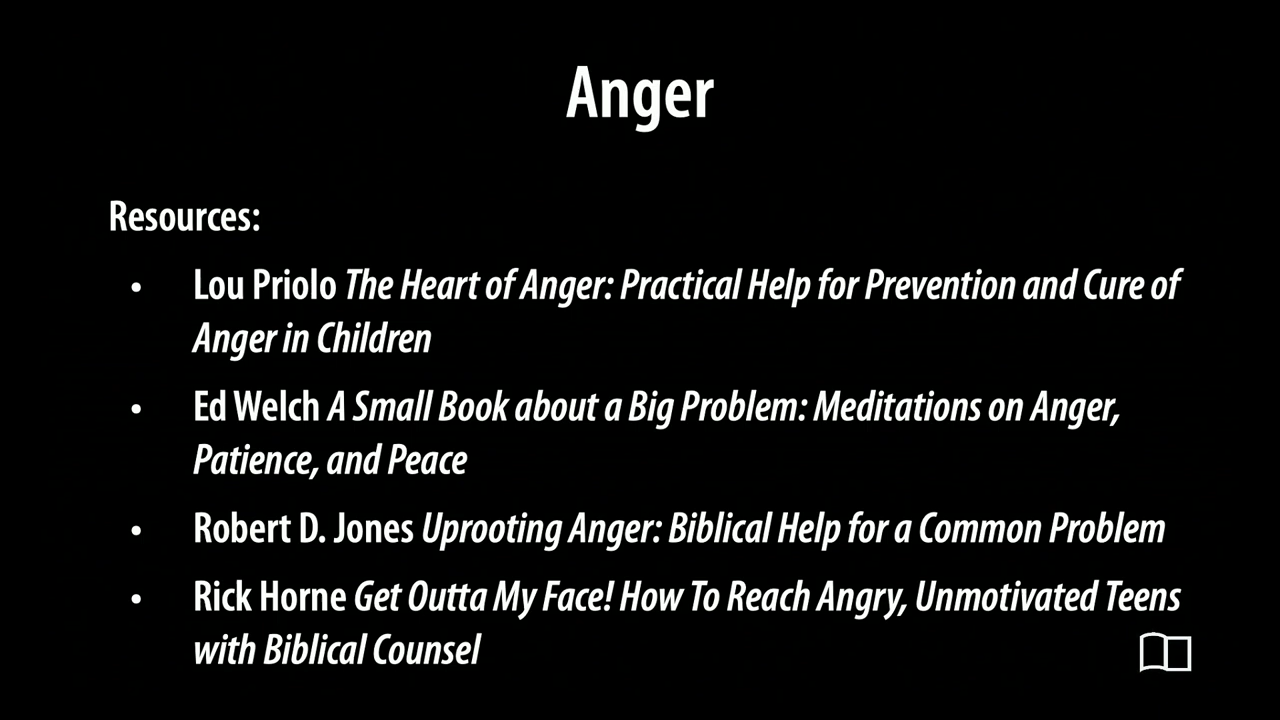 Anger
Resources:
• Lou Priolo The Heart of Anger: Practical Help for Prevention and Cure of
Anger in Children
• Ed Welch A Small Book about a Big Problem: Meditations on Anger,
Patience, and Peace
• Robert D. Jones Uprooting Anger: Biblical Help for a Common Problem
• Rick Horne Get Outta My Face! How To Reach Angry, Unmotivated Teens
with Biblical Counsel